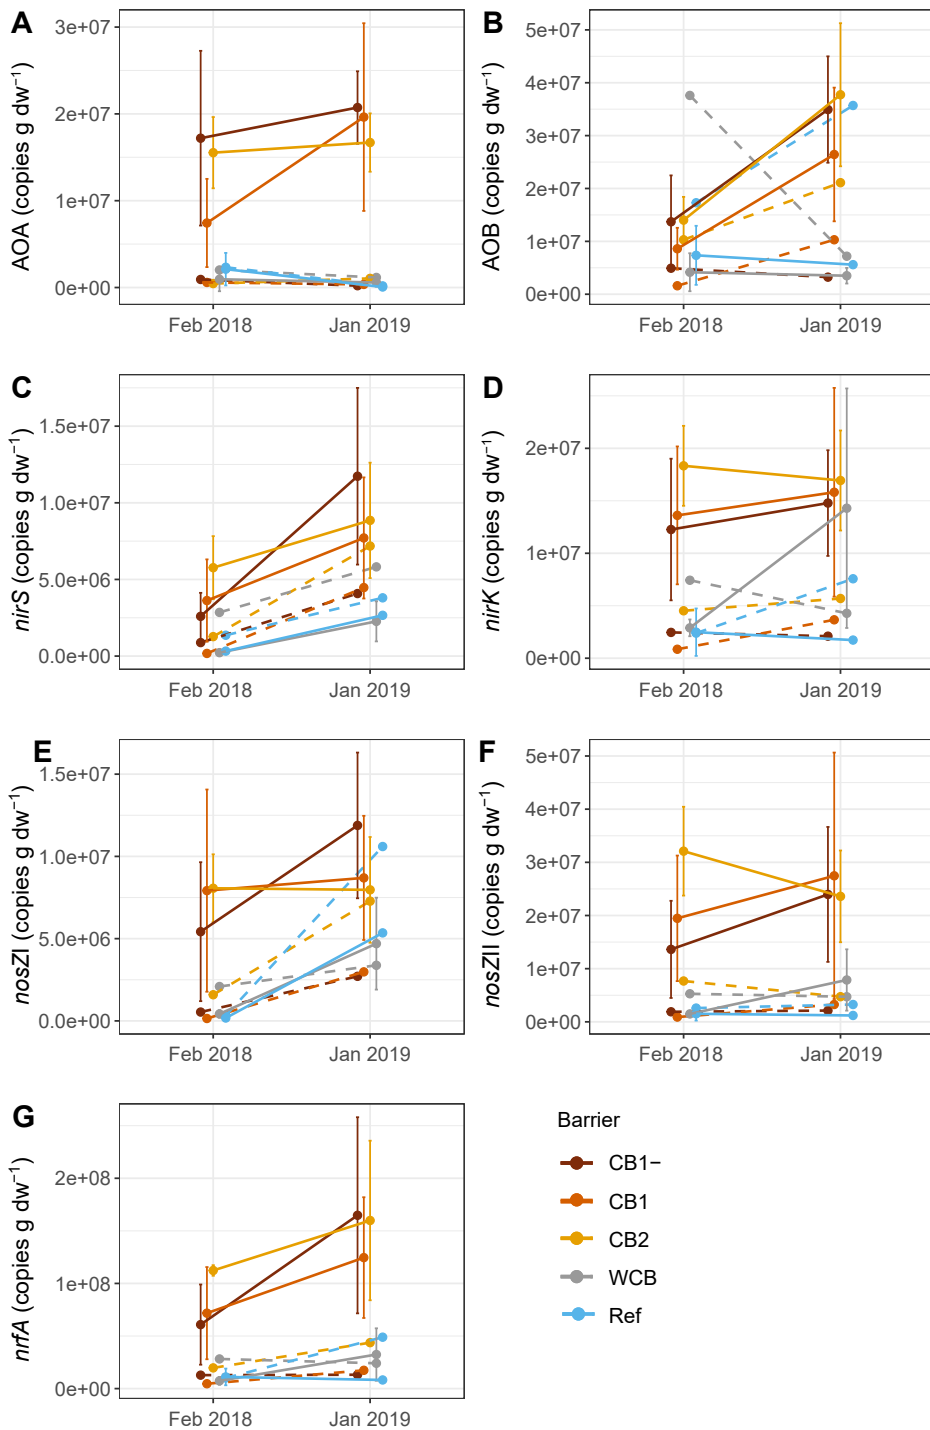 A
AOA (copies g dw⁻¹)
3e+07
2e+07
1e+07
0e+00
Feb 2018 Jan 2019
B
AOB (copies g dw⁻¹)
5e+07
4e+07
3e+07
2e+07
1e+07
0e+00
Feb 2018 Jan 2019
C
nirS (copies g dw⁻¹)
1.5e+07
1.0e+07
5.0e+06
0.0e+00
Feb 2018 Jan 2019
D
nirK (copies g dw⁻¹)
2e+07
1e+07
0e+00
Feb 2018 Jan 2019
E
nosZI (copies g dw⁻¹)
1.5e+07
1.0e+07
5.0e+06
0.0e+00
Feb 2018 Jan 2019
F
nosZII (copies g dw⁻¹)
5e+07
4e+07
3e+07
2e+07
1e+07
0e+00
Feb 2018 Jan 2019
G
nrfA (copies g dw⁻¹)
2e+08
1e+08
0e+00
Feb 2018 Jan 2019
Barrier
CB1−
CB1
CB2
WCB
Ref